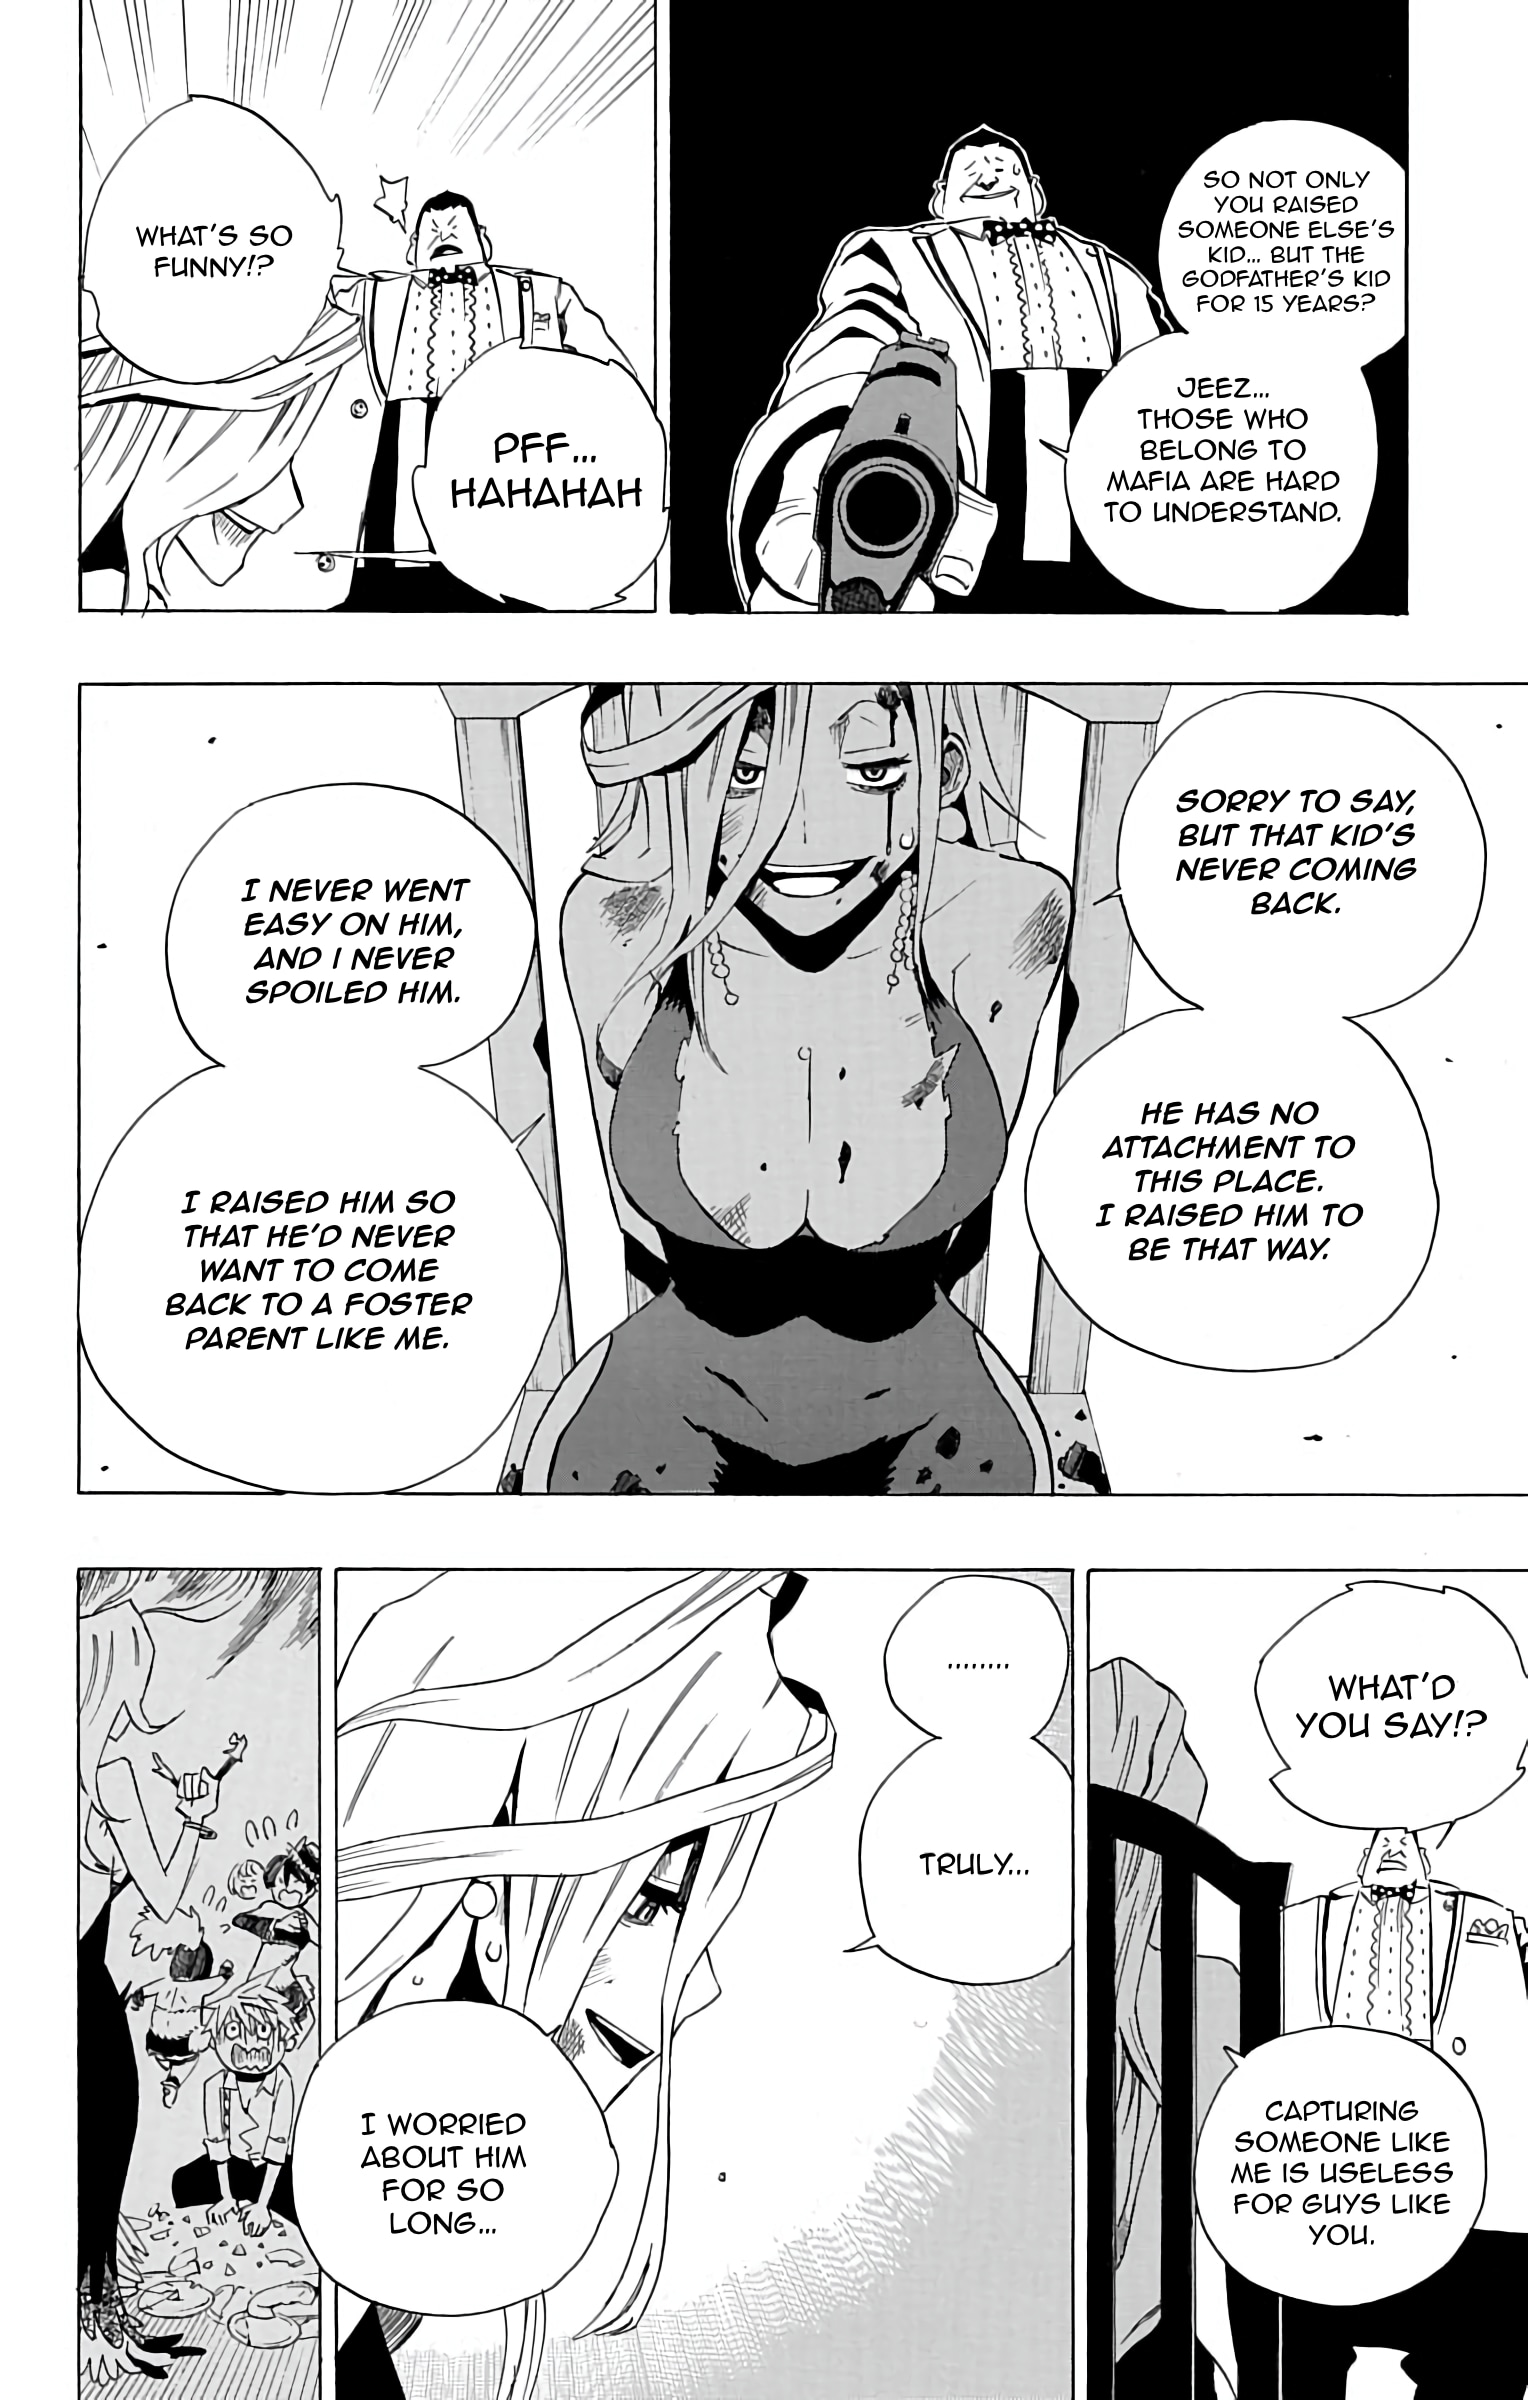 SO NOT ONLY
YOU RAISED
SOMEONE ELSE'S
KID... BUT THE
GODFATHER'S KID
FOR 15 YEARS?
JEEZ...
THOSE WHO
BELONG TO
MAFIA ARE HARD
TO UNDERSTAND.
PFF...
HAHAHAH
WHAT'S SO
FUNNY!?
SORRY TO SAY,
BUT THAT KID'S
NEVER COMING
BACK.
HE HAS NO
ATTACHMENT TO
THIS PLACE.
I RAISED HIM TO
BE THAT WAY.
I NEVER WENT
EASY ON HIM,
AND I NEVER
SPOILED HIM.
I RAISED HIM SO
THAT HE'D NEVER
WANT TO COME
BACK TO A FOSTER
PARENT LIKE ME.
WHAT'D
YOU SAY!?
CAPTURING
SOMEONE LIKE
ME IS USELESS
FOR GUYS LIKE
YOU.
........
TRULY...
I WORRIED
ABOUT HIM
FOR SO
LONG...